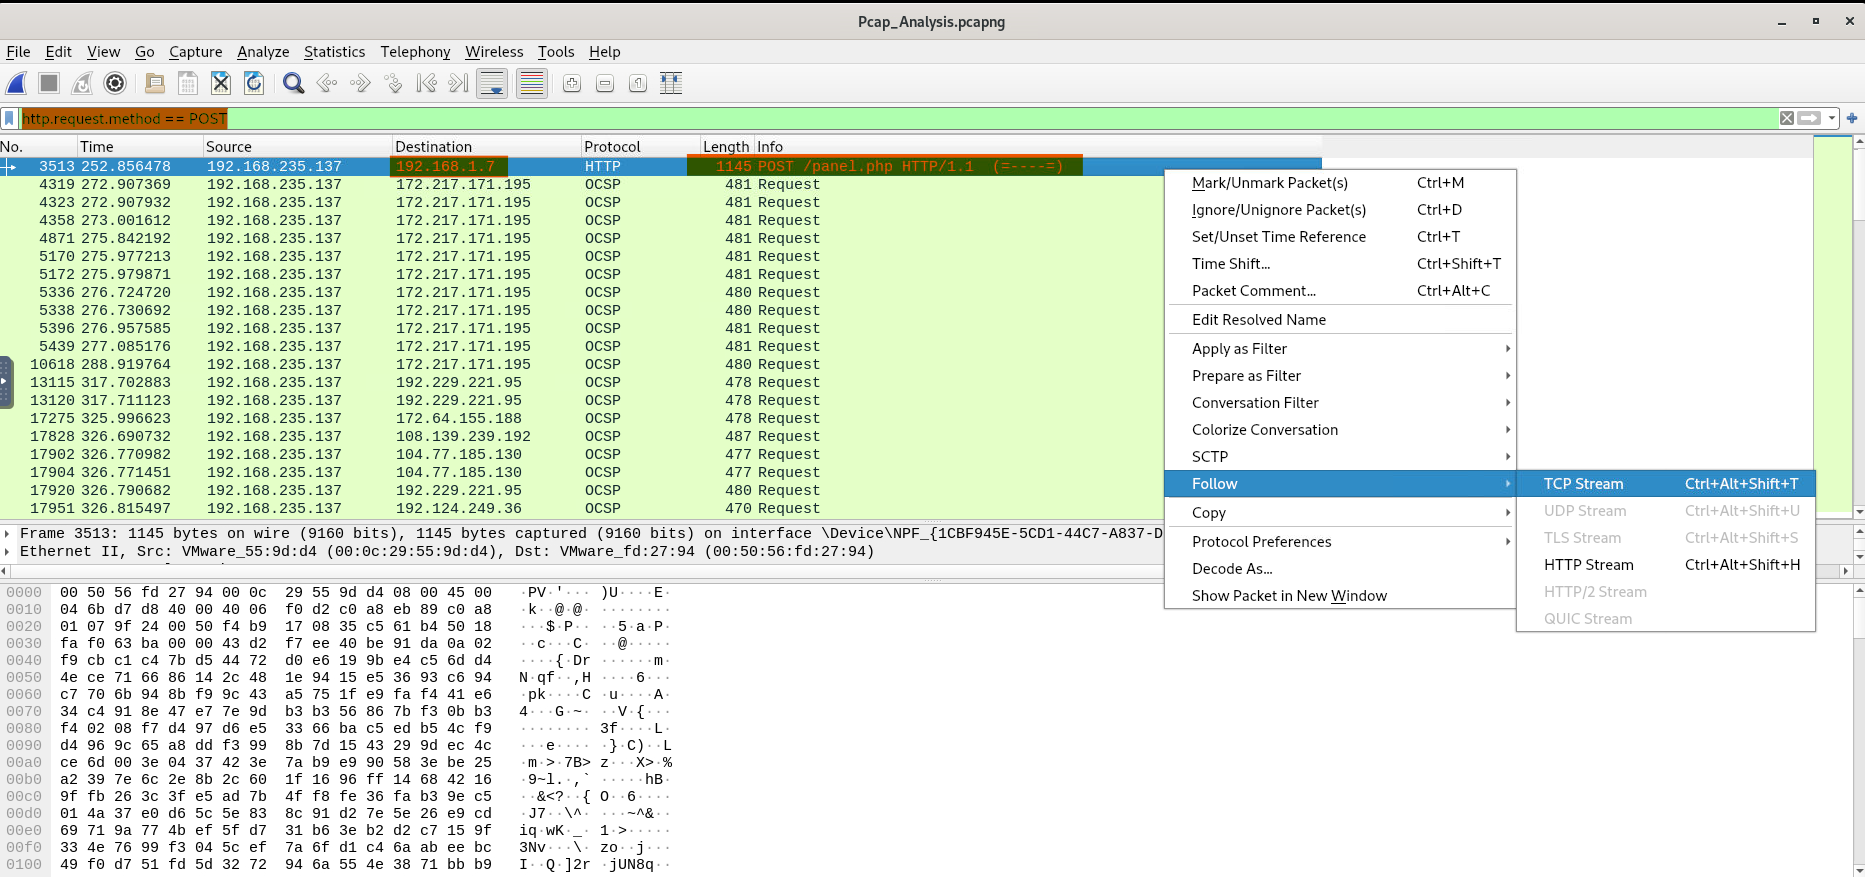 Pcap_Analysis.pcapng
File Edit View Go Capture Analyze Statistics Telephony Wireless Tools Help
http.request.method == POST
No. Time Source Destination Protocol Length Info
3513 252.856478 192.168.235.137 192.168.1.7 HTTP 1145 POST /panel.php HTTP/1.1 (=----=)
4319 272.907369 192.168.235.137 172.217.171.195 OCSP 481 Request
4323 272.907932 192.168.235.137 172.217.171.195 OCSP 481 Request
4358 273.001612 192.168.235.137 172.217.171.195 OCSP 481 Request
4871 275.842192 192.168.235.137 172.217.171.195 OCSP 481 Request
5170 275.977213 192.168.235.137 172.217.171.195 OCSP 481 Request
5172 275.979871 192.168.235.137 172.217.171.195 OCSP 481 Request
5336 276.724720 192.168.235.137 172.217.171.195 OCSP 480 Request
5338 276.730692 192.168.235.137 172.217.171.195 OCSP 480 Request
5396 276.957585 192.168.235.137 172.217.171.195 OCSP 481 Request
5439 277.085176 192.168.235.137 172.217.171.195 OCSP 481 Request
10618 288.919764 192.168.235.137 172.217.171.195 OCSP 480 Request
13115 317.702883 192.168.235.137 192.229.221.95 OCSP 478 Request
13120 317.711123 192.168.235.137 192.229.221.95 OCSP 478 Request
17275 325.996623 192.168.235.137 172.64.155.188 OCSP 478 Request
17828 326.690732 192.168.235.137 108.139.239.192 OCSP 487 Request
17902 326.770982 192.168.235.137 104.77.185.130 OCSP 477 Request
17904 326.771451 192.168.235.137 104.77.185.130 OCSP 477 Request
17920 326.790682 192.168.235.137 192.229.221.95 OCSP 480 Request
17951 326.815497 192.168.235.137 192.124.249.36 OCSP 470 Request
Mark/Unmark Packet(s) Ctrl+M
Ignore/Unignore Packet(s) Ctrl+D
Set/Unset Time Reference Ctrl+T
Time Shift... Ctrl+Shift+T
Packet Comment... Ctrl+Alt+C
Edit Resolved Name
Apply as Filter
Prepare as Filter
Conversation Filter
Colorize Conversation
SCTP
Follow
Copy
Protocol Preferences
Decode As...
Show Packet in New Window
TCP Stream Ctrl+Alt+Shift+T
UDP Stream Ctrl+Alt+Shift+U
TLS Stream Ctrl+Alt+Shift+S
HTTP Stream Ctrl+Alt+Shift+H
HTTP/2 Stream
QUIC Stream
Frame 3513: 1145 bytes on wire (9160 bits), 1145 bytes captured (9160 bits) on interface \Device\NPF_{1CBF945E-5CD1-44C7-A837-D
Ethernet II, Src: VMware_55:9d:d4 (00:0c:29:55:9d:d4), Dst: VMware_fd:27:94 (00:50:56:fd:27:94)
0000 00 50 56 fd 27 94 00 0c 29 55 9d d4 08 00 45 00 ·PV·'··· )U····E·
0010 04 6b d7 d8 40 00 40 06 f0 d2 c0 a8 eb 89 c0 a8 ·k··@·@· ········
0020 01 07 9f 24 00 50 f4 b9 17 08 35 c5 61 b4 50 18 ···$·P·· ··5·a·P·
0030 fa f0 63 ba 00 00 43 d2 f7 ee 40 be 91 da 0a 02 ··c···C· ··@·····
0040 f9 cb c1 c4 7b d5 44 72 d0 e6 19 9b e4 c5 6d d4 ····{·Dr ······m·
0050 4e ce 71 66 86 14 2c 48 1e 94 15 e5 36 93 c6 94 N·qf··,H ····6···
0060 c7 70 6b 94 8b f9 9c 43 a5 75 1f e9 fa f4 41 e6 ·pk····C ·u····A·
0070 34 c4 91 8e 47 e7 7e 9d b3 b3 56 86 7b f3 0b b3 4···G·~· ··V·{···
0080 f4 02 08 f7 d4 97 d6 e5 33 66 ba c5 ed b5 4c f9 ········ 3f····L·
0090 d4 96 9c 65 a8 dd f3 99 8b 7d 15 43 29 9d ec 4c ···e···· ·}·C)··L
00a0 ce 6d 00 3e 04 37 42 3e 7a b9 e9 90 58 3e be 25 ·m·>·7B> z···X>·%
00b0 a2 39 7e 6c 2e 8b 2c 60 1f 16 96 ff 14 68 42 16 ·9~l.·,` ·····hB·
00c0 9f fb 26 3c 3f e5 ad 7b 4f f8 fe 36 fa b3 9e c5 ··&<?··{ O··6····
00d0 01 4a 37 e0 d6 5c 5e 83 8c 91 d2 7e 5e 26 e9 cd ·J7··\^· ···~^&··
00e0 69 71 9a 77 4b ef 5f d7 31 b6 3e b2 d2 c7 15 9f iq·wK·_· 1·>·····
00f0 33 4e 76 99 f3 04 5c ef 7a 6f d1 c4 6a ab ee bc 3Nv···\· zo··j···
0100 49 f0 d7 51 fd 5d 32 72 94 6a 55 4e 38 71 bb b9 I··Q·]2r ·jUN8q··